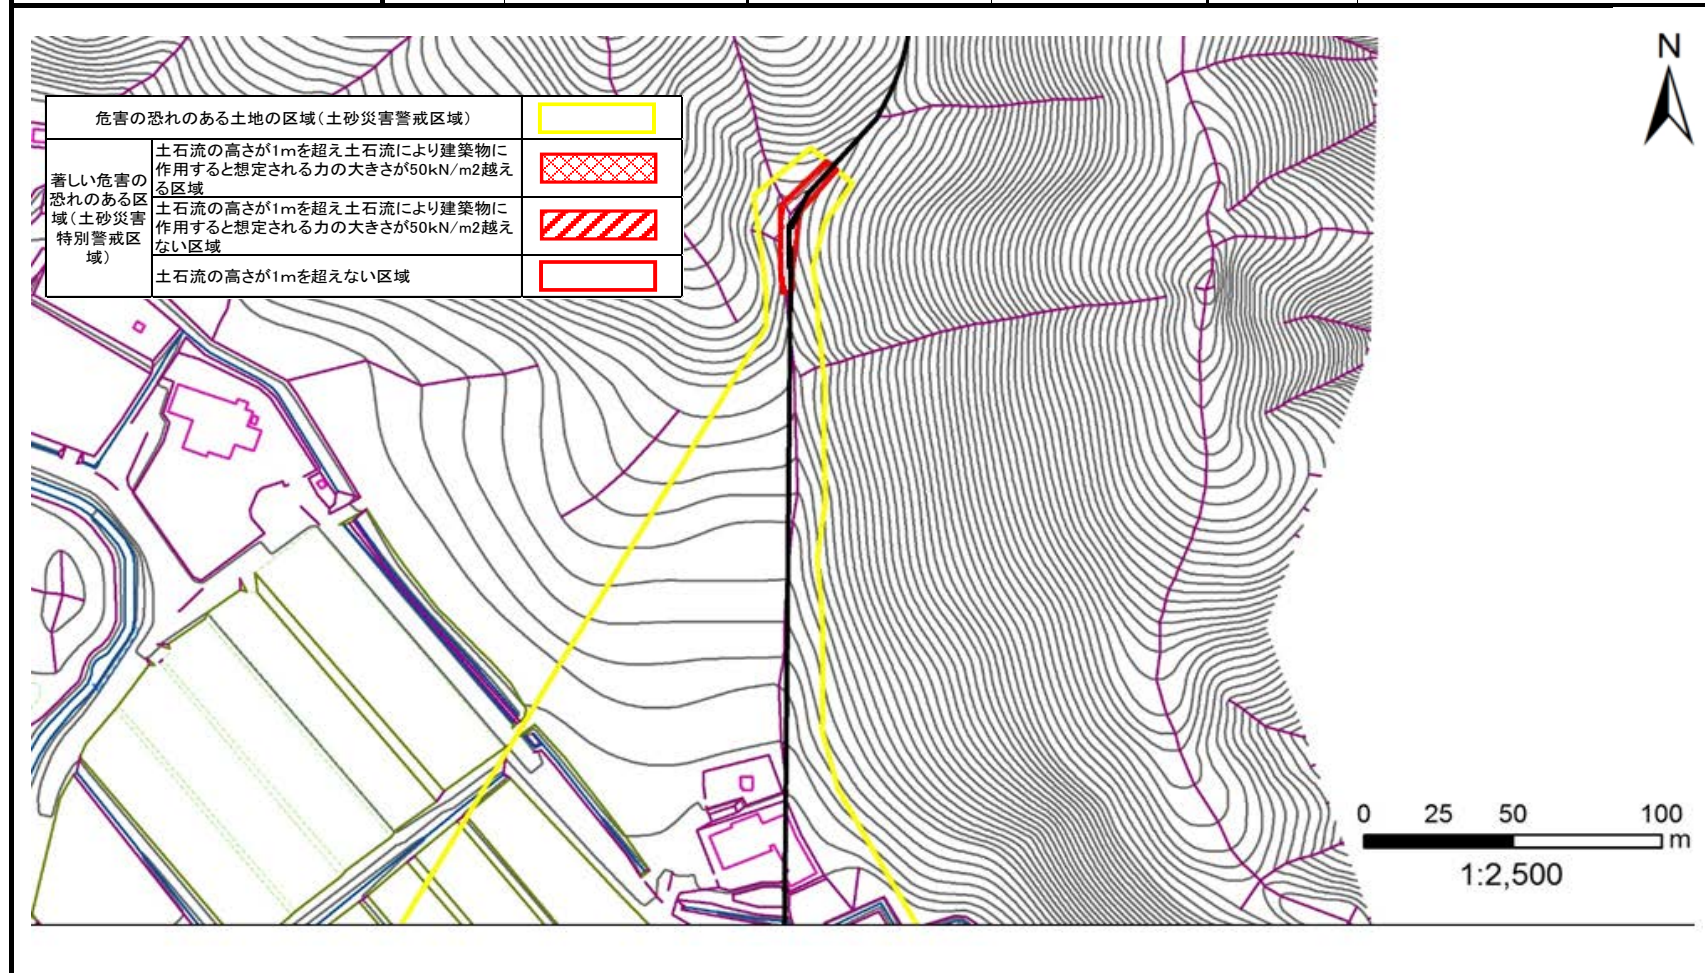 危害の恐れのある土地の区域(土砂災害警戒区域)
著しい危害の
恐れのある区
域(土砂災害
特別警戒区
域)
土石流の高さが1mを超え土石流により建築物に
作用すると想定される力の大きさが50kN/m2越え
る区域
土石流の高さが1mを超え土石流により建築物に
作用すると想定される力の大きさが50kN/m2越え
ない区域
土石流の高さが1mを超えない区域
N
0 25 50 100
m
1:2,500